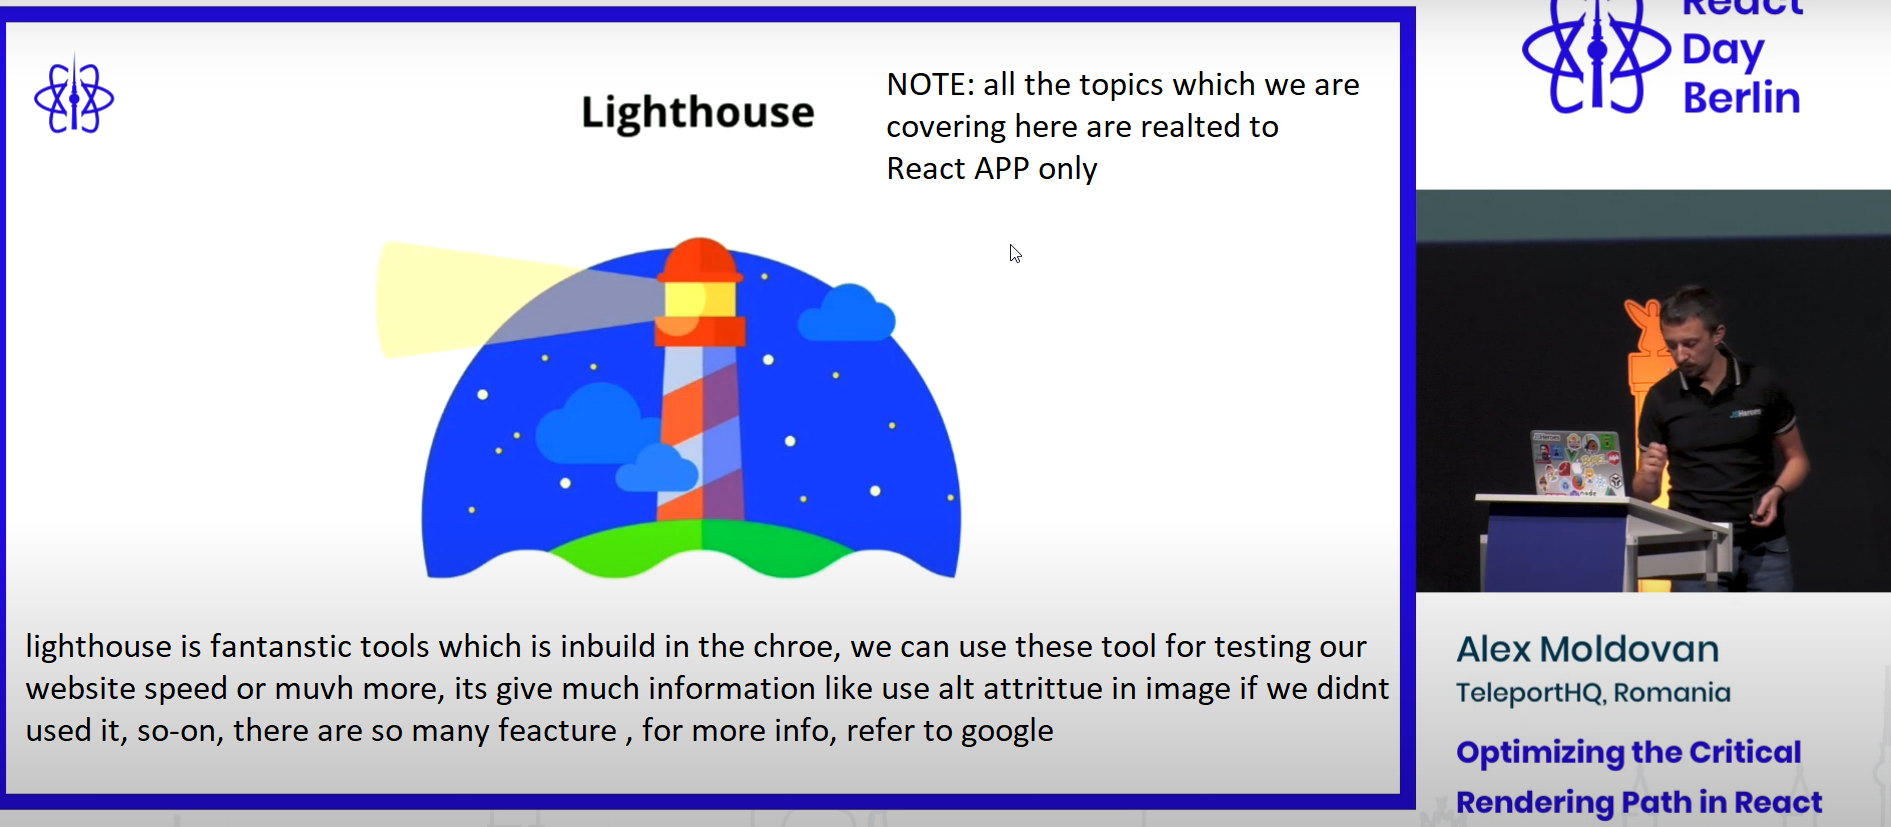 Lighthouse
NOTE: all the topics which we are
covering here are realted to
React APP only
lighthouse is fantanstic tools which is inbuild in the chroe, we can use these tool for testing our
website speed or muvh more, its give much information like use alt attrittue in image if we didnt
used it, so-on, there are so many feacture , for more info, refer to google
React
Day
Berlin
Alex Moldovan
TeleportHQ, Romania
Optimizing the Critical
Rendering Path in React